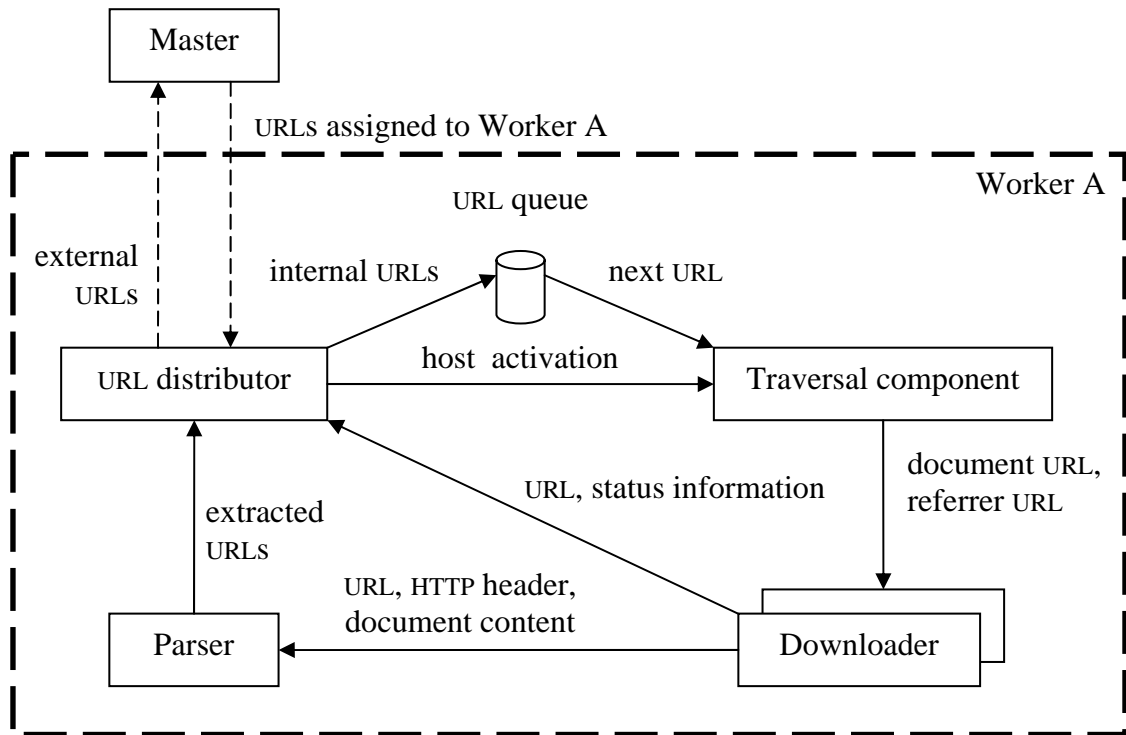 Master
URLs assigned to Worker A
Worker A
URL queue
external
URLs
internal URLs
next URL
host activation
URL distributor
Traversal component
document URL,
referrer URL
URL, status information
extracted
URLs
URL, HTTP header,
document content
Parser
Downloader